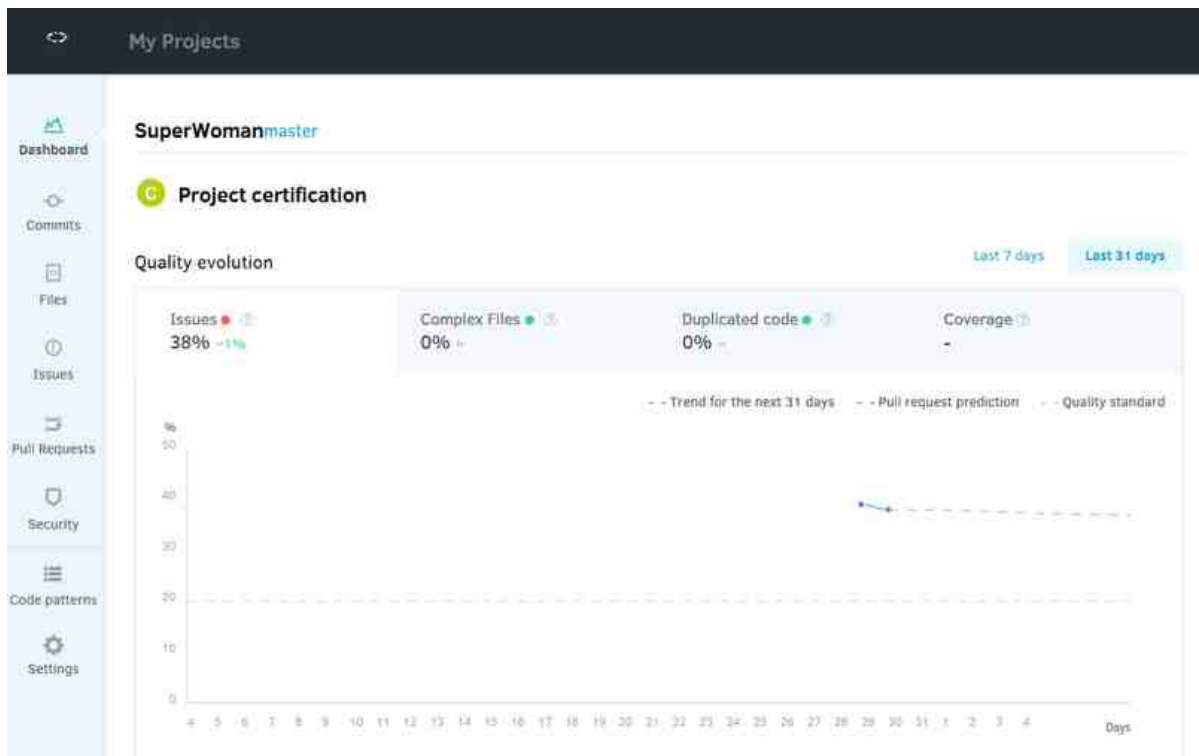 My Projects
Dashboard
Commits
Files
Issues
Pull Requests
Security
Code patterns
Settings
SuperWoman master
C Project certification
Quality evolution
Last 7 days Last 31 days
Issues
38% -1%
Complex Files
0% -
Duplicated code
0% -
Coverage
-
Trend for the next 31 days Pull request prediction Quality standard
%
50
40
30
20
10
0
4 5 6 7 8 9 10 11 12 13 14 15 16 17 18 19 20 21 22 23 24 25 26 27 28 29 30 31 1 2 3 4 Days